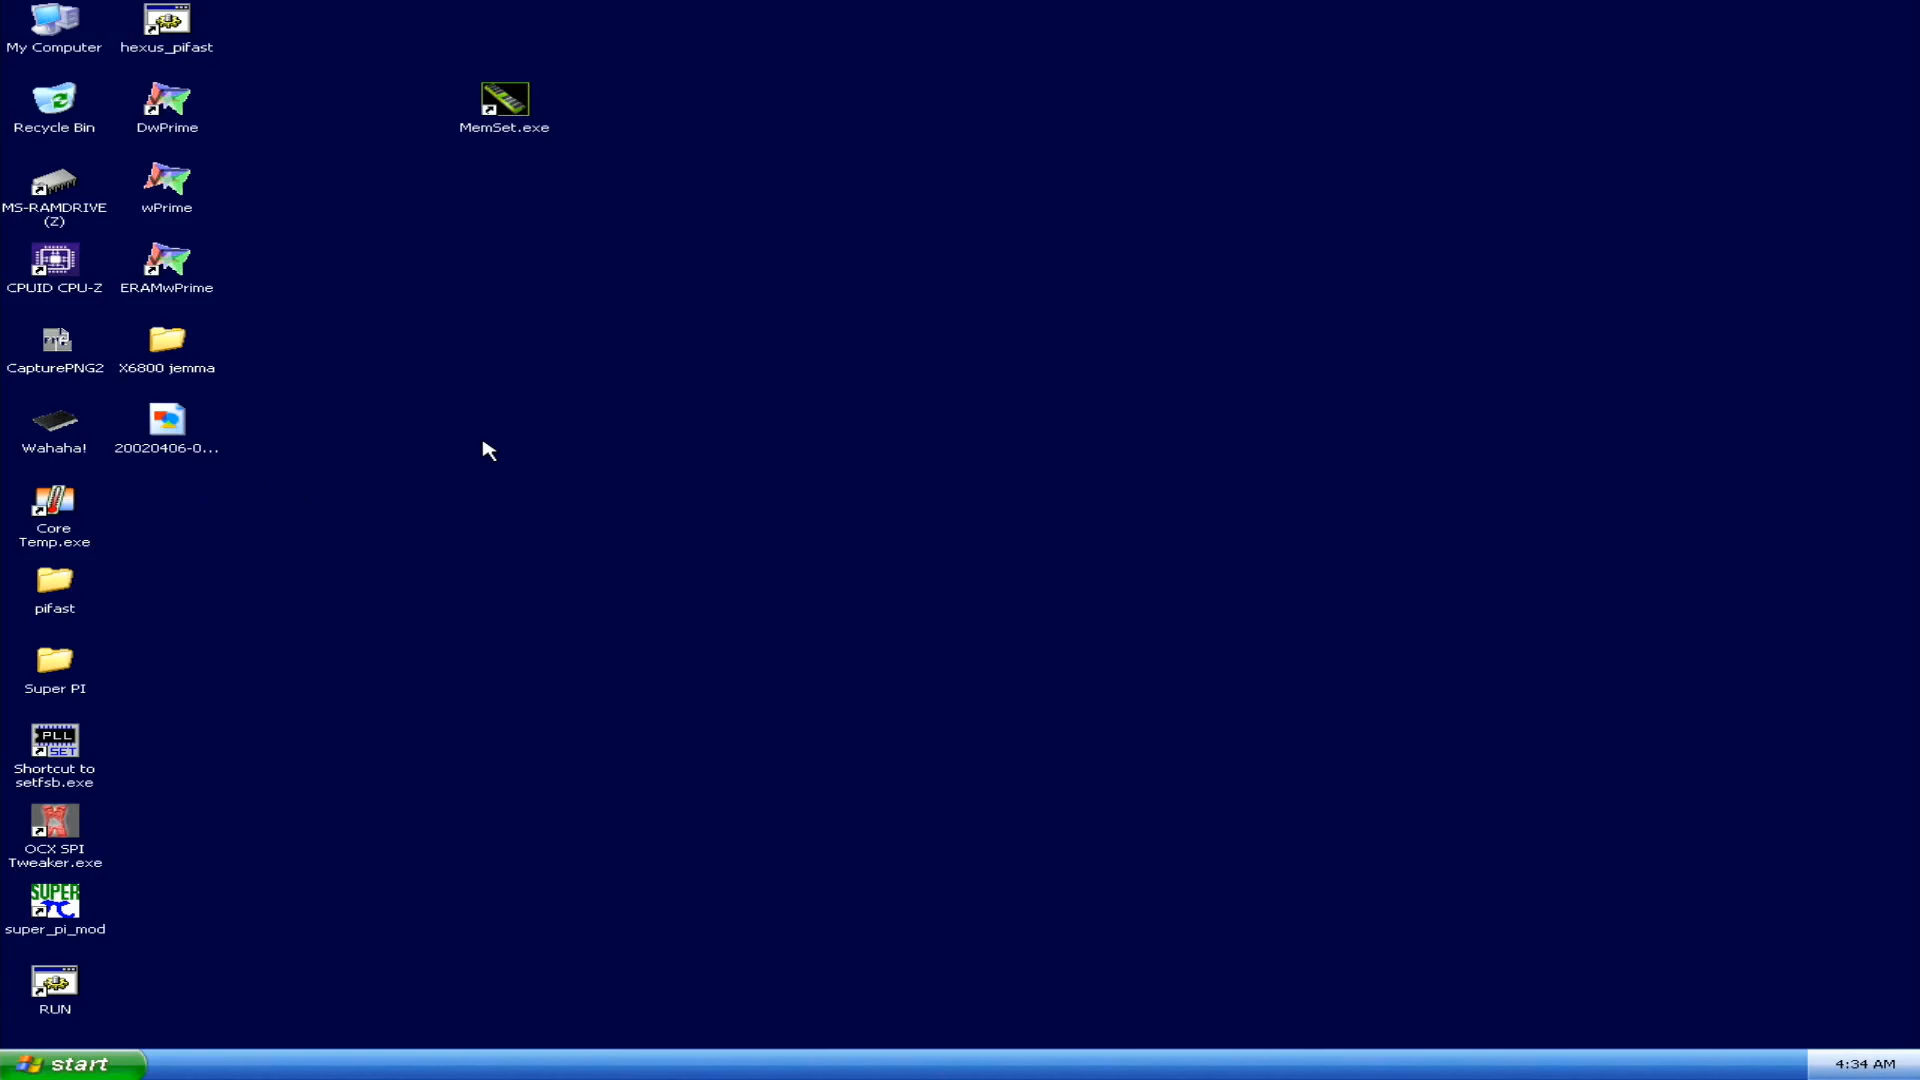 My Computer
hexus_pifast
Recycle Bin
DwPrime
MemSet.exe
MS-RAMDRIVE
(Z)
wPrime
CPUID CPU-Z
ERAMwPrime
CapturePNG2
X6800 jemma
Wahaha!
20020406-0...
Core
Temp.exe
pifast
Super PI
PLL
SET
Shortcut to
setfsb.exe
OCX SPI
Tweaker.exe
SUPER
super_pi_mod
RUN
start
4:34 AM